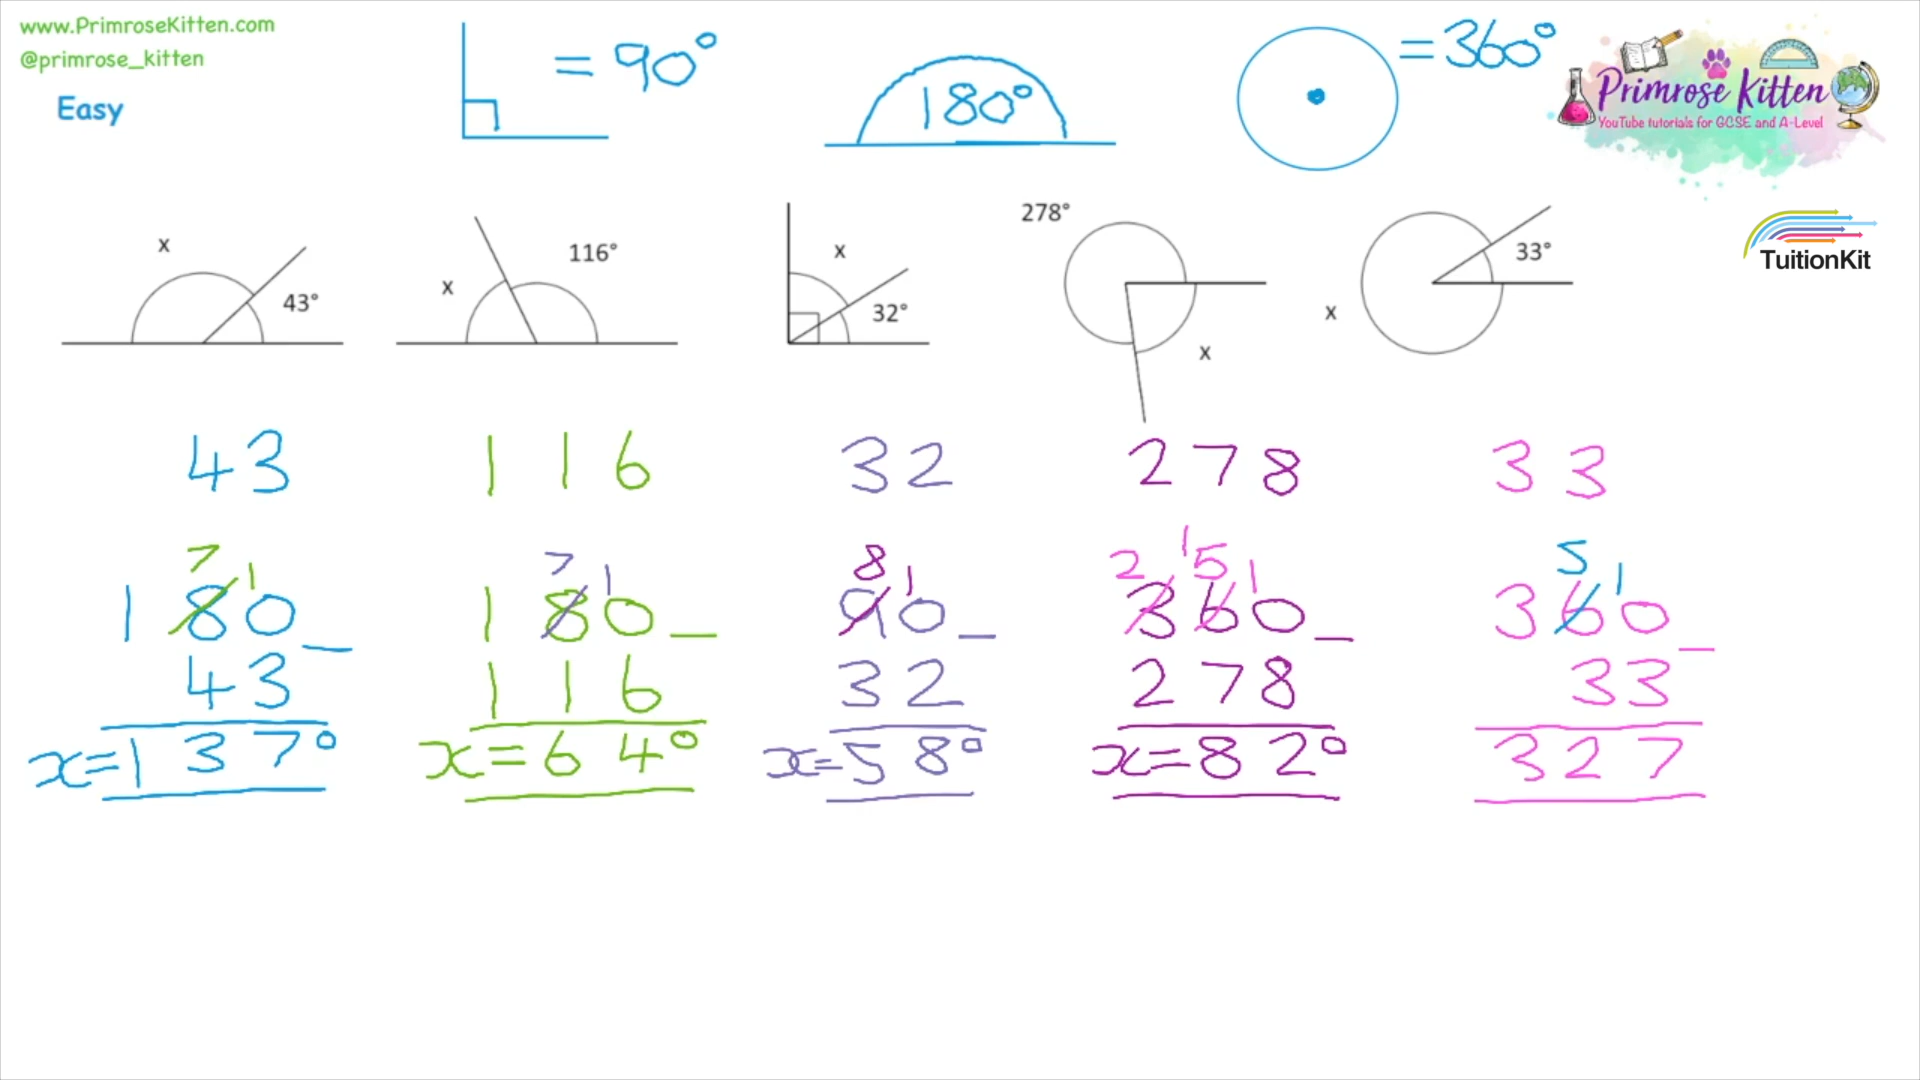 www.PrimroseKitten.com
@primrose_kitten
Easy
= 90°
180°
= 360°
Primrose Kitten
YouTube tutorials for GCSE and A-Level
TuitionKit
x
43°
x
116°
x
32°
278°
x
x
33°
43
116
32
278
33
7 1
180 _
43
x=137°
7 1
180 _
116
x=64°
8 1
90 _
32
x=58°
2 15 1
360 _
278
x=82°
5 1
360 _
33
327